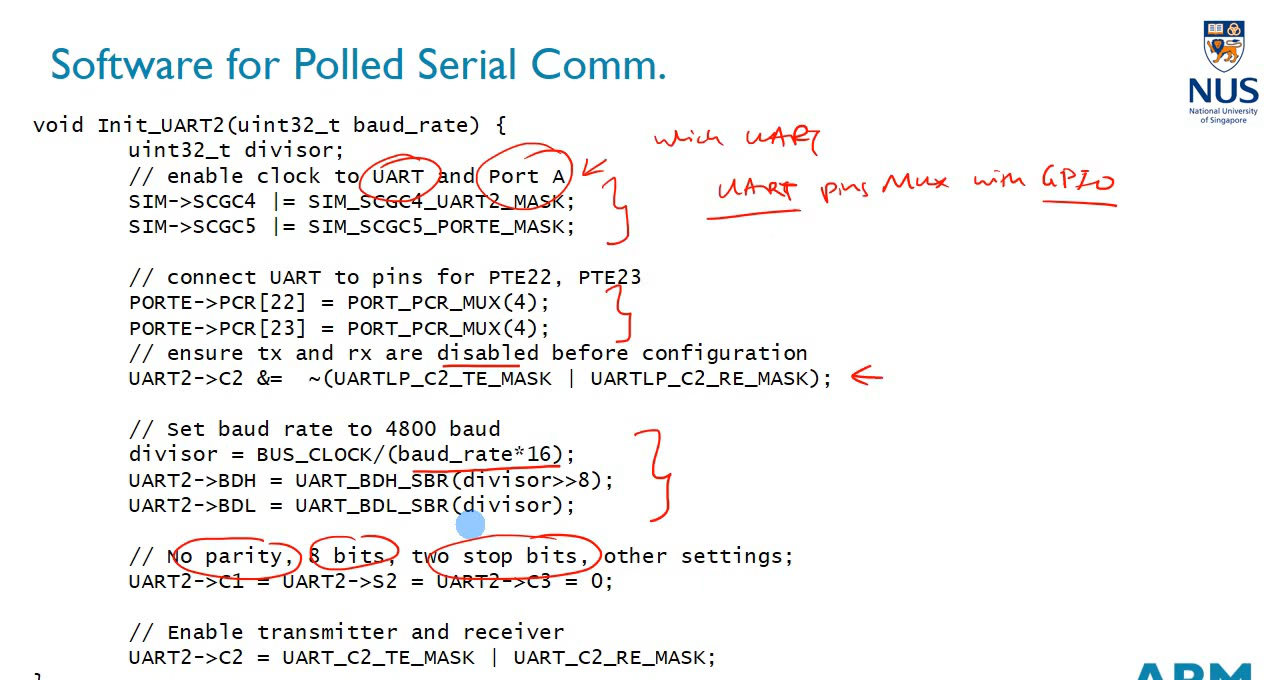 Software for Polled Serial Comm.
NUS
National University
of Singapore
void Init_UART2(uint32_t baud_rate) {
uint32_t divisor;
which UART
// enable clock to UART and Port A
UART pins Mux with GPIO
SIM->SCGC4 |= SIM_SCGC4_UART2_MASK;
SIM->SCGC5 |= SIM_SCGC5_PORTE_MASK;
// connect UART to pins for PTE22, PTE23
PORTE->PCR[22] = PORT_PCR_MUX(4);
PORTE->PCR[23] = PORT_PCR_MUX(4);
// ensure tx and rx are disabled before configuration
UART2->C2 &= ~(UARTLP_C2_TE_MASK | UARTLP_C2_RE_MASK);
// Set baud rate to 4800 baud
divisor = BUS_CLOCK/(baud_rate*16);
UART2->BDH = UART_BDH_SBR(divisor>>8);
UART2->BDL = UART_BDL_SBR(divisor);
// No parity, 8 bits, two stop bits, other settings;
UART2->C1 = UART2->S2 = UART2->C3 = 0;
// Enable transmitter and receiver
UART2->C2 = UART_C2_TE_MASK | UART_C2_RE_MASK;
}
ARM